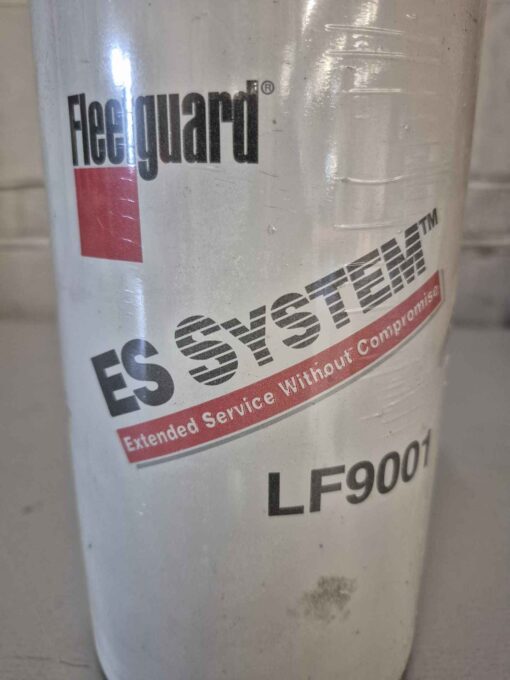 Fleetguard®
ES SYSTEM™
Extended Service Without Compromise
LF9001